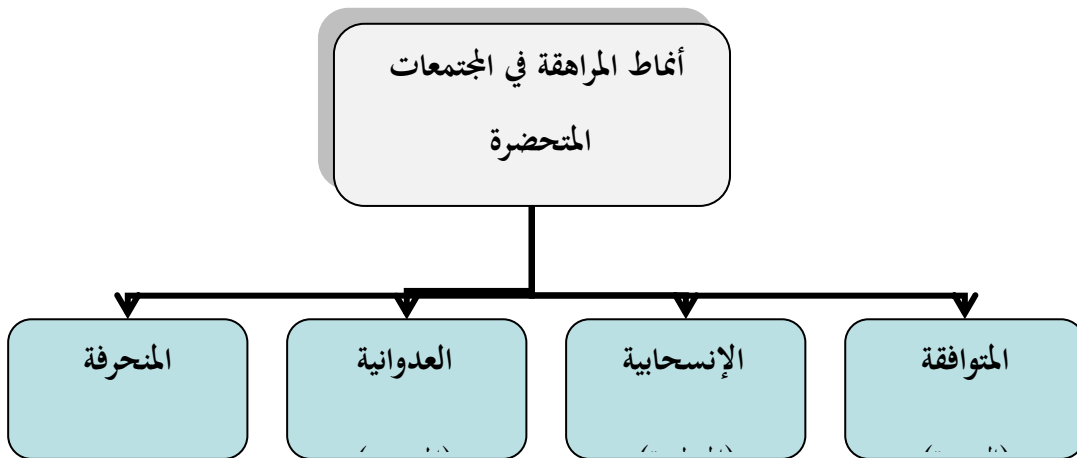 أنماط المراهقة في المجتمعات
المتحضرة
المتوافقة
الإنسحابية
العدوانية
المنحرفة